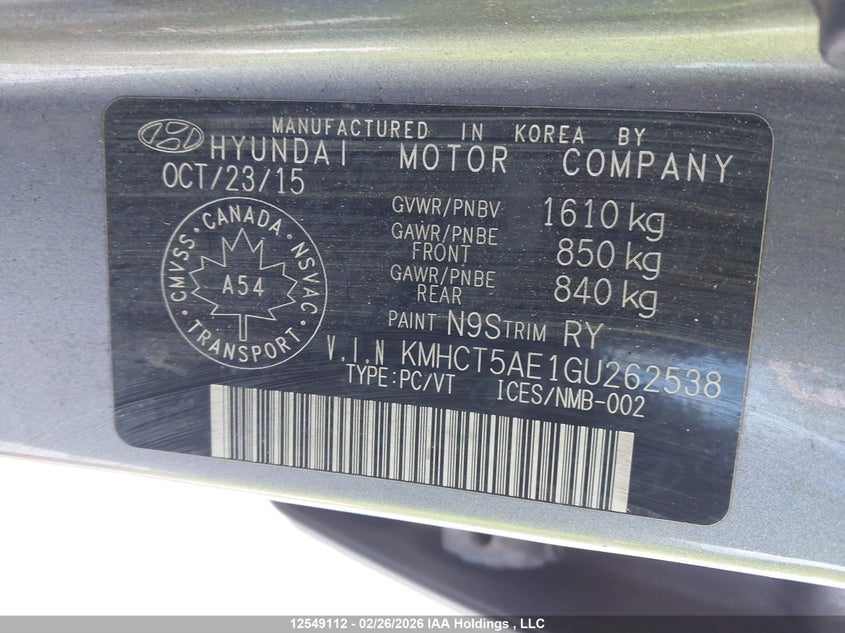 MANUFACTURED IN KOREA BY
HYUNDAI MOTOR COMPANY
OCT/23/15
GVWR/PNBV 1610 kg
GAWR/PNBE FRONT 850 kg
GAWR/PNBE REAR 840 kg
CANADA
CMVSS NSVAC
A54
TRANSPORT
PAINT N9S TRIM RY
V.I.N KMHCT5AE1GU262538
TYPE:PC/VT ICES/NMB-002
12549112 - 02/26/2026 IAA Holdings , LLC